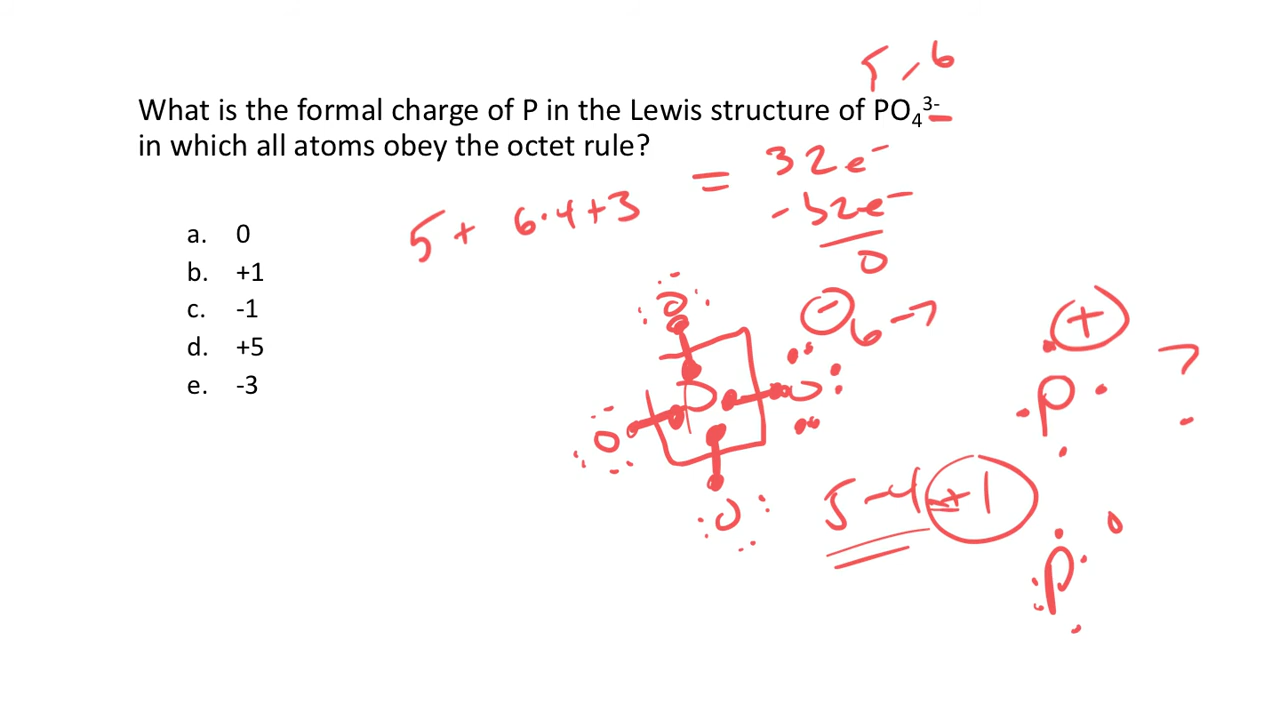 5, 6
What is the formal charge of P in the Lewis structure of PO₄³⁻
in which all atoms obey the octet rule?
5 + 6·4+3 = 32e⁻
-32e⁻
0
a. 0
b. +1
c. -1
d. +5
e. -3
O
O P O
O
- 6-7
+
P
5-4=+1
P